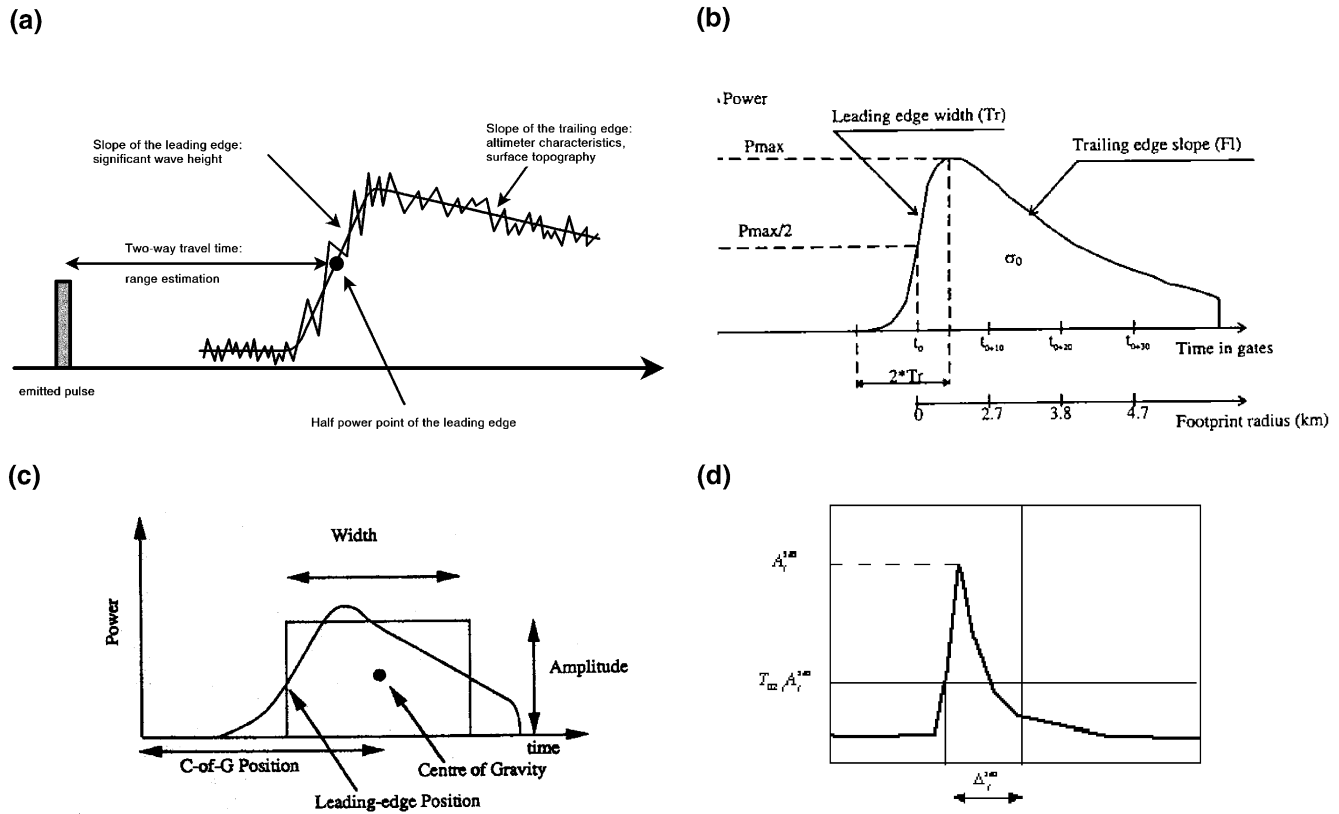 (a)
Slope of the leading edge:
significant wave height
Slope of the trailing edge:
altimeter characteristics,
surface topography
Two-way travel time:
range estimation
emitted pulse
Half power point of the leading edge
(b)
Power
Leading edge width (Tr)
Pmax
Trailing edge slope (Fl)
Pmax/2
σ0
t0 t0+10 t0+20 t0+30 Time in gates
2*Tr
0 2.7 3.8 4.7 Footprint radius (km)
(c)
Width
Power
Amplitude
time
C-of-G Position
Centre of Gravity
Leading-edge Position
(d)